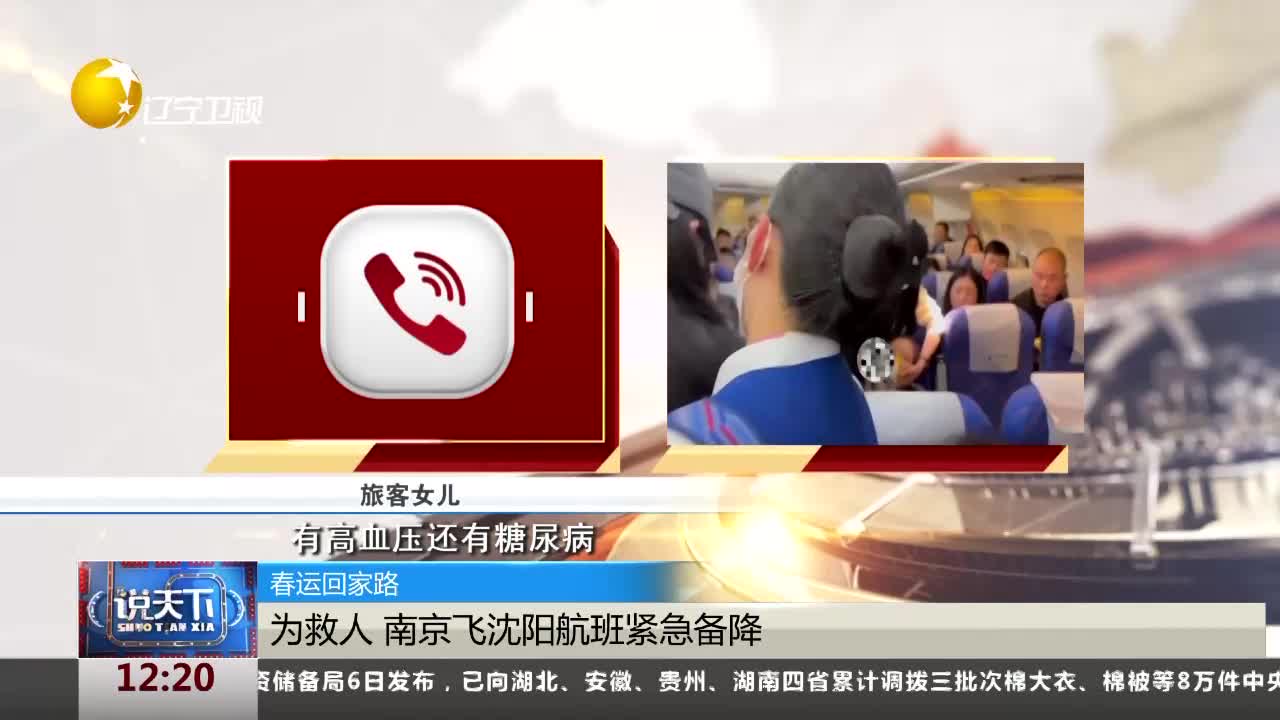 辽宁卫视
旅客女儿
有高血压还有糖尿病
春运回家路
说天下
SHUO TIAN XIA
为救人 南京飞沈阳航班紧急备降
12:20
资储备局6日发布，已向湖北、安徽、贵州、湖南四省累计调拨三批次棉大衣、棉被等8万件中央